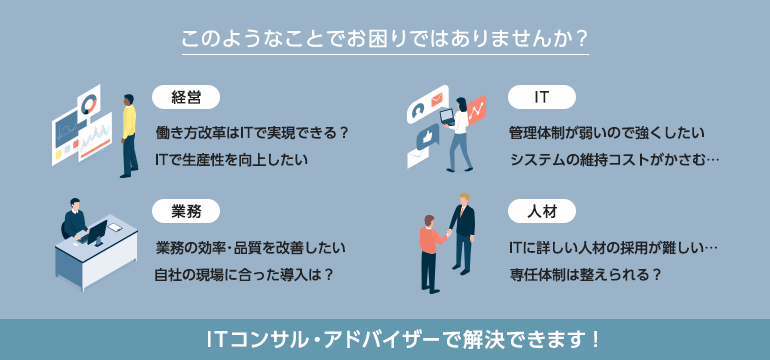 このようなことでお困りではありませんか？
経営
働き方改革はITで実現できる？
ITで生産性を向上したい
IT
管理体制が弱いので強くしたい
システムの維持コストがかさむ…
業務
業務の効率・品質を改善したい
自社の現場に合った導入は？
人材
ITに詳しい人材の採用が難しい…
専任体制は整えられる？
ITコンサル・アドバイザーで解決できます！